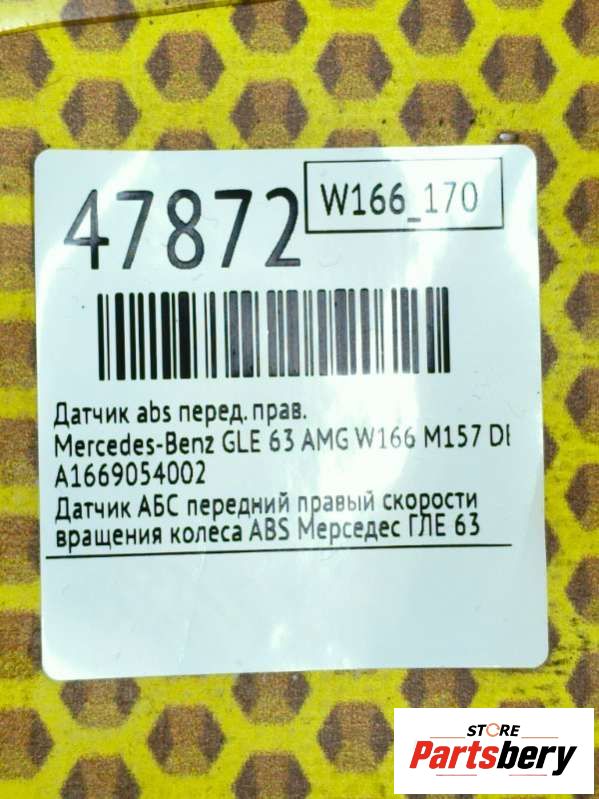 47872
W166_170
Датчик abs перед. прав.
Mercedes-Benz GLE 63 AMG W166 M157
A1669054002
Датчик АБС передний правый скорости
вращения колеса ABS Мерседес ГЛЕ 63
STORE
Partsbery